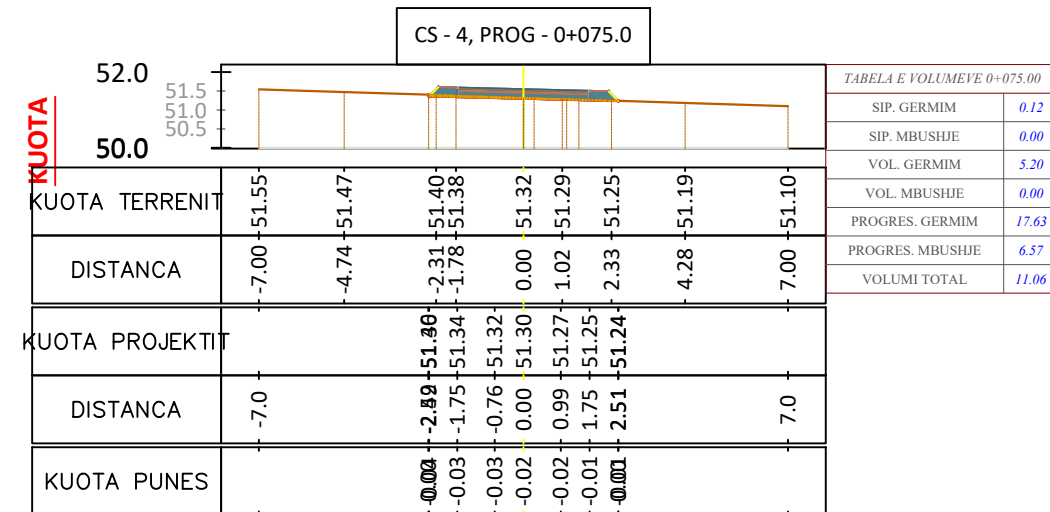 CS - 4, PROG - 0+075.0
KUOTA
52.0
51.5
51.0
50.5
50.0
KUOTA TERRENIT 51.55 51.47 51.40 51.38 51.32 51.29 51.25 51.19 51.10
DISTANCA -7.00 -4.74 -2.31 -1.78 0.00 1.02 2.33 4.28 7.00
KUOTA PROJEKTIT 51.34 51.32 51.30 51.27 51.25 51.24
DISTANCA -7.0 -1.75 -0.76 0.00 0.99 1.75 2.51 7.0
KUOTA PUNES -0.03 -0.03 -0.02 -0.02 -0.01
TABELA E VOLUMEVE 0+075.00
SIP. GERMIM 0.12
SIP. MBUSHJE 0.00
VOL. GERMIM 5.20
VOL. MBUSHJE 0.00
PROGRES. GERMIM 17.63
PROGRES. MBUSHJE 6.57
VOLUMI TOTAL 11.06